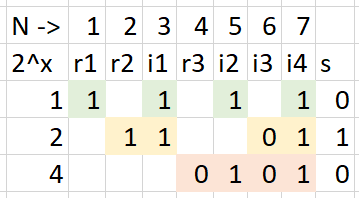 N -> 1 2 3 4 5 6 7
2^x r1 r2 i1 r3 i2 i3 i4 s
1 1 1 1 1 0
2 1 1 0 1 1
4 0 1 0 1 0